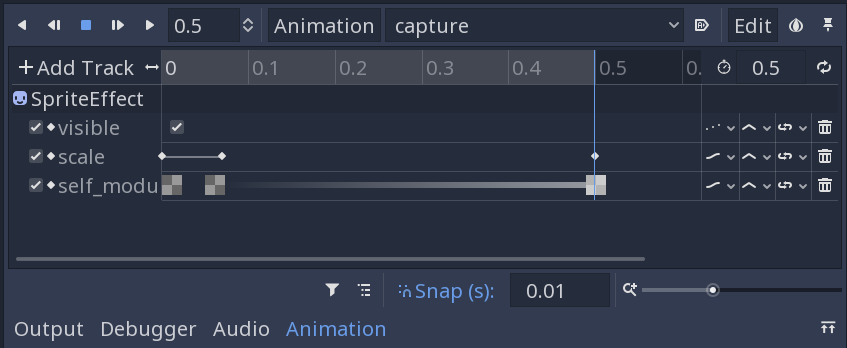 0.5 Animation capture Edit
Add Track 0 0.1 0.2 0.3 0.4 0.5 0. 0.5
SpriteEffect
visible
scale
self_modu
Snap (s): 0.01
Output Debugger Audio Animation